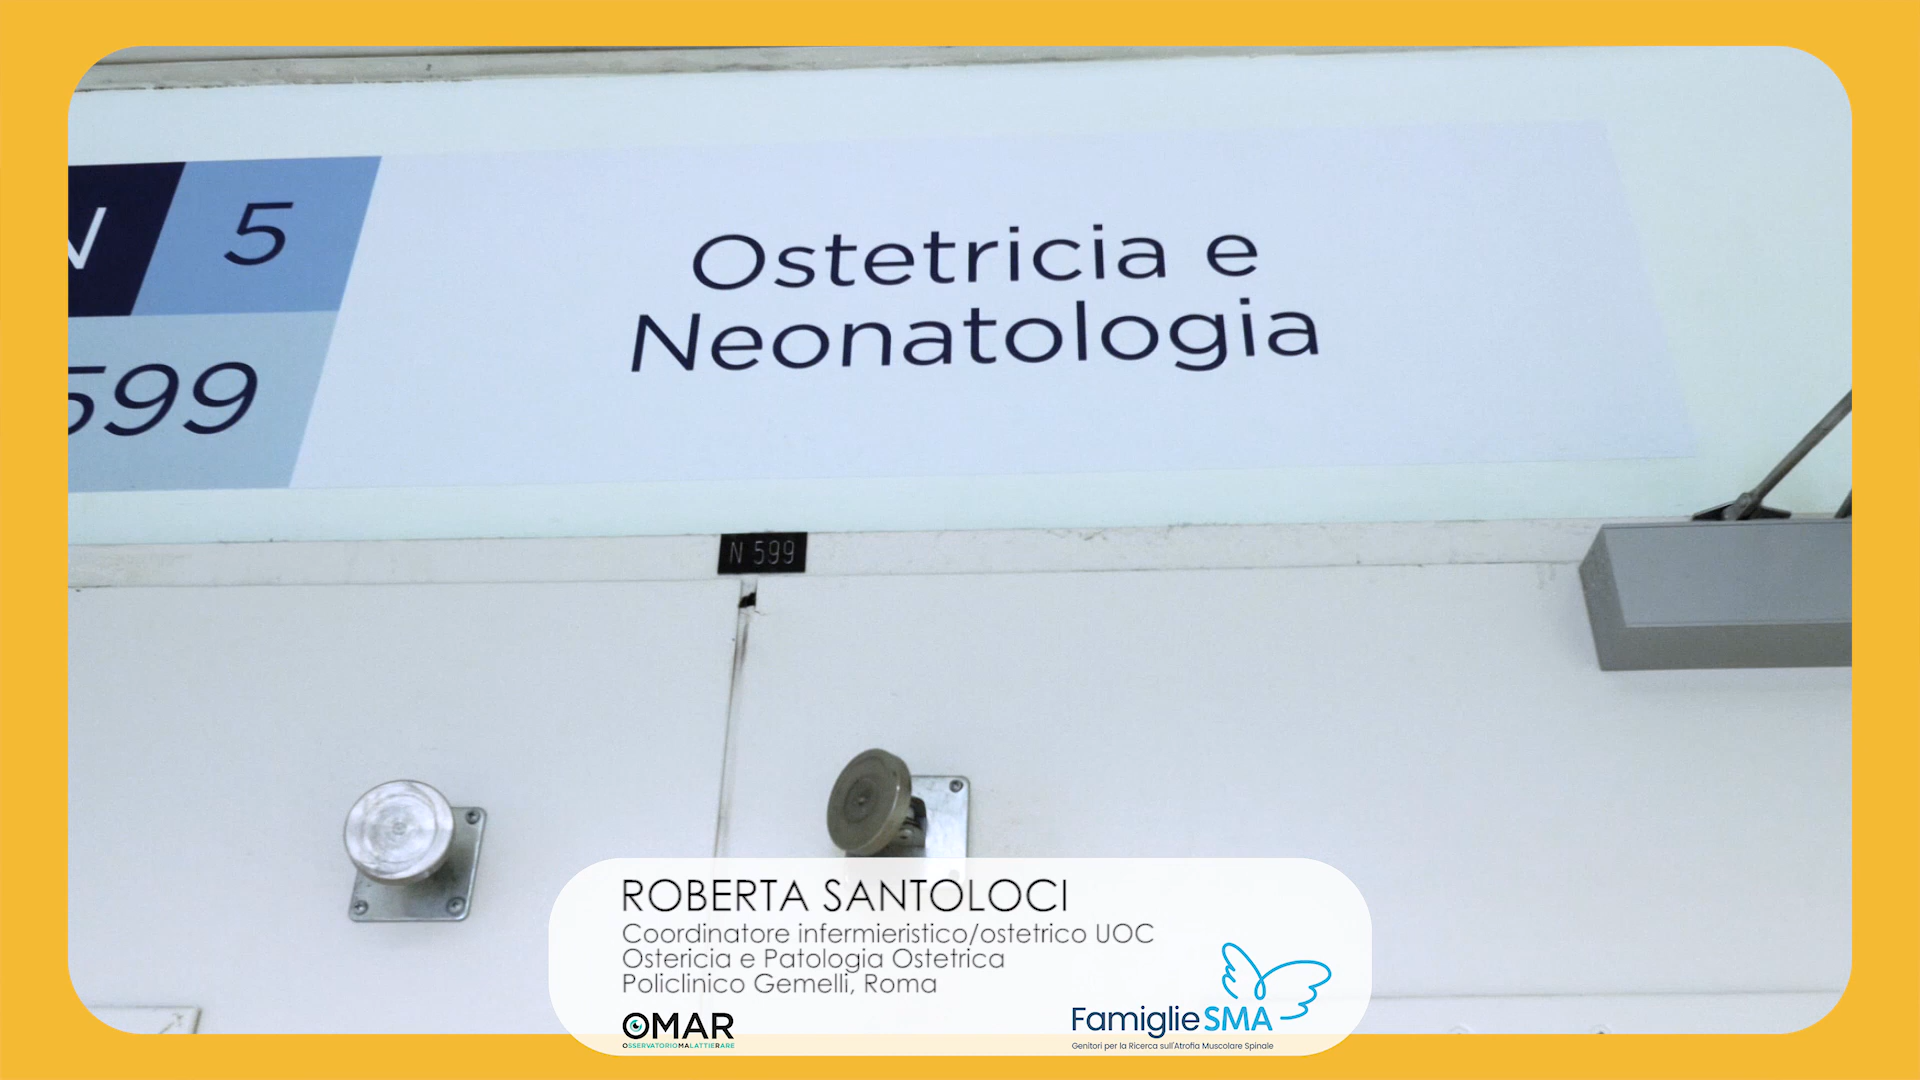 N 5
599
Ostetricia e
Neonatologia
N 599
ROBERTA SANTOLOCI
Coordinatore infermieristico/ostetrico UOC
Ostericia e Patologia Ostetrica
Policlinico Gemelli, Roma
OMAR
OSSERVATORIOMALATTIERARE
FamiglieSMA
Genitori per la Ricerca sull'Atrofia Muscolare Spinale